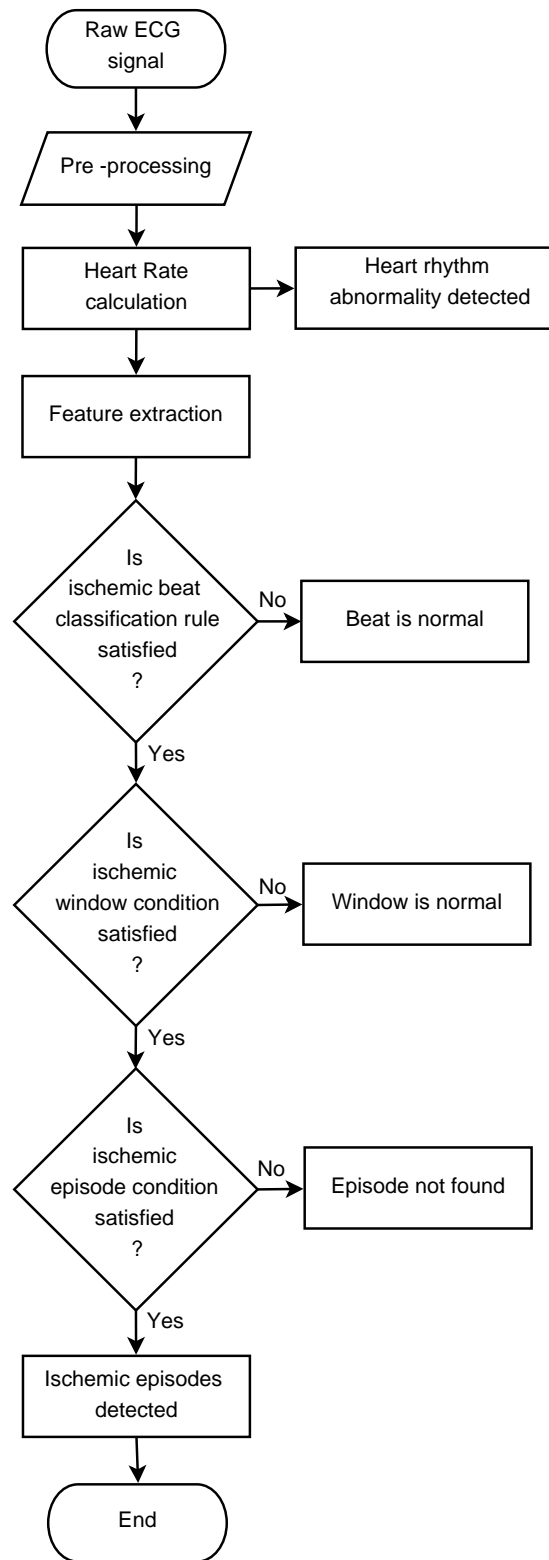 Raw ECG
signal
Pre -processing
Heart Rate
calculation
Heart rhythm
abnormality detected
Feature extraction
Is
ischemic beat
classification rule
satisfied
?
No
Beat is normal
Yes
Is
ischemic
window condition
satisfied
?
No
Window is normal
Yes
Is
ischemic
episode condition
satisfied
?
No
Episode not found
Yes
Ischemic episodes
detected
End